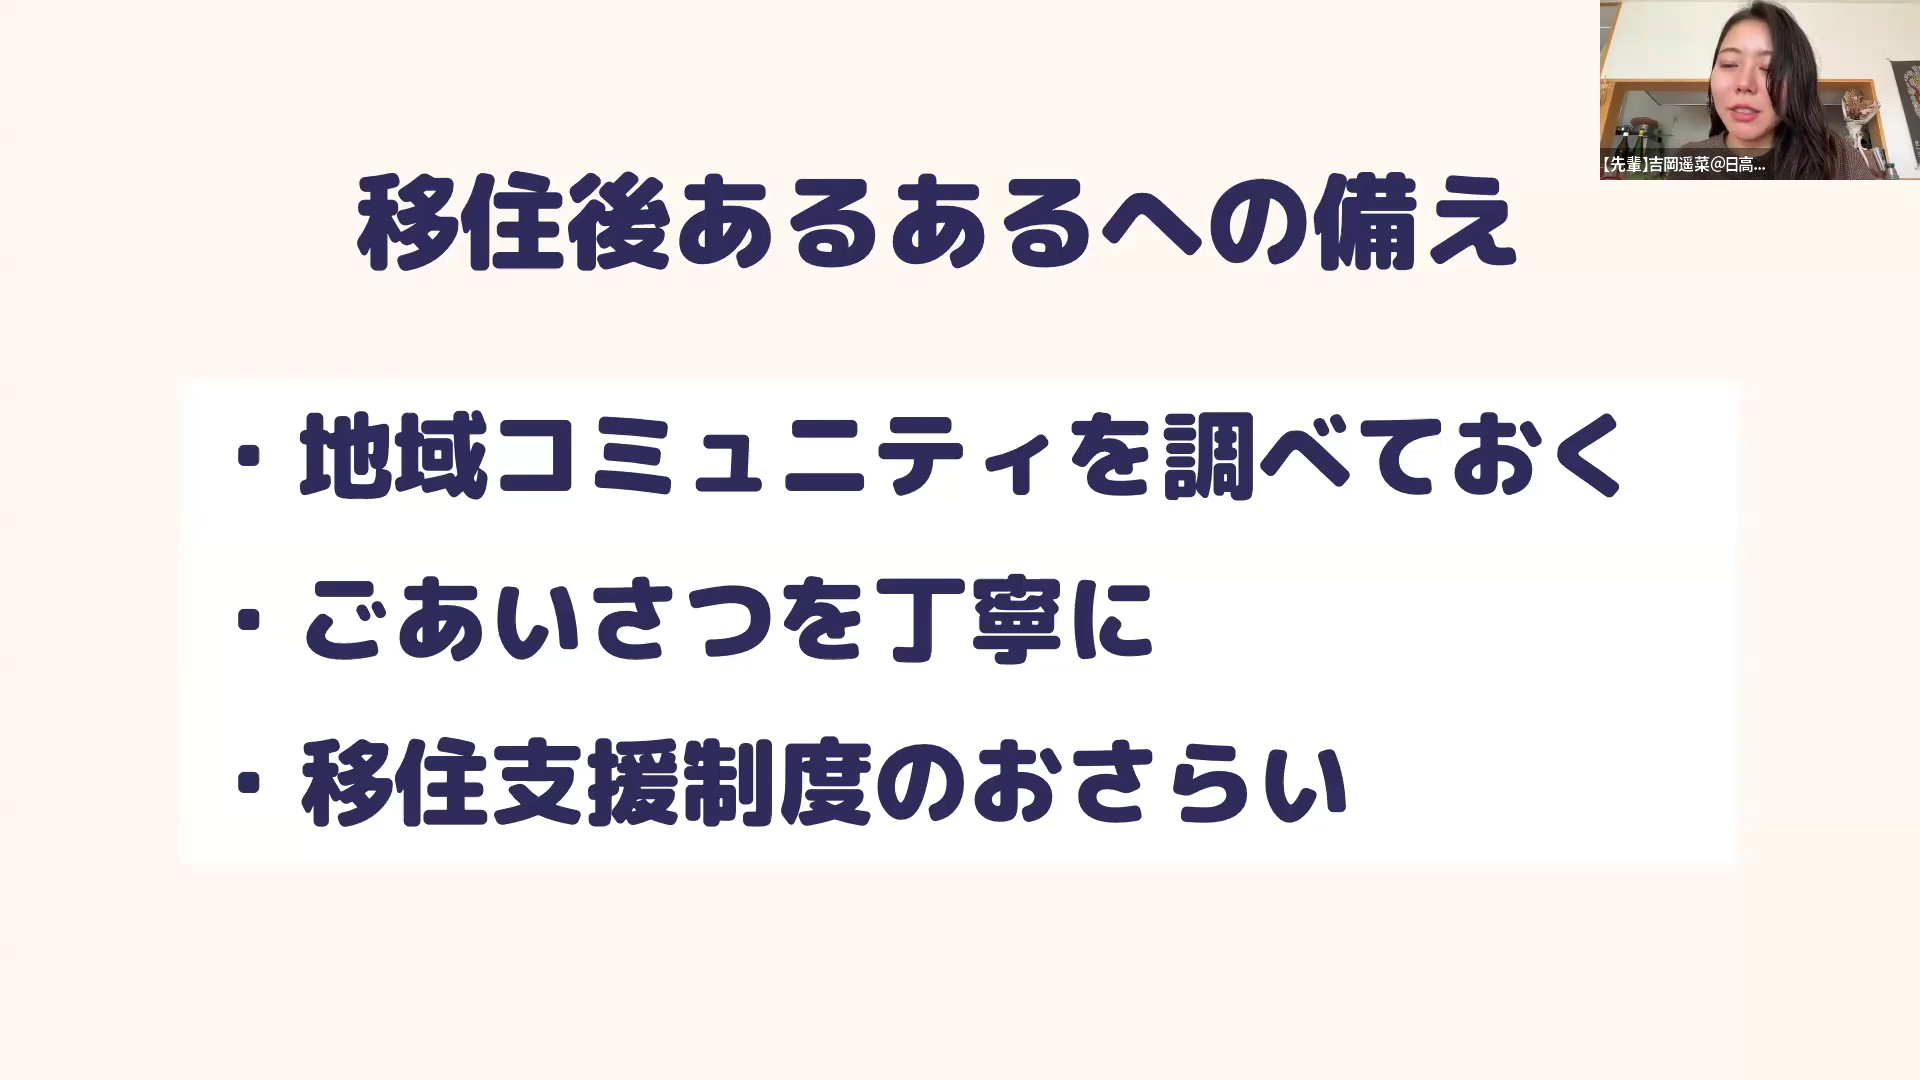 【先輩】吉岡遥菜@日高...
移住後あるあるへの備え
・地域コミュニティを調べておく
・ごあいさつを丁寧に
・移住支援制度のおさらい